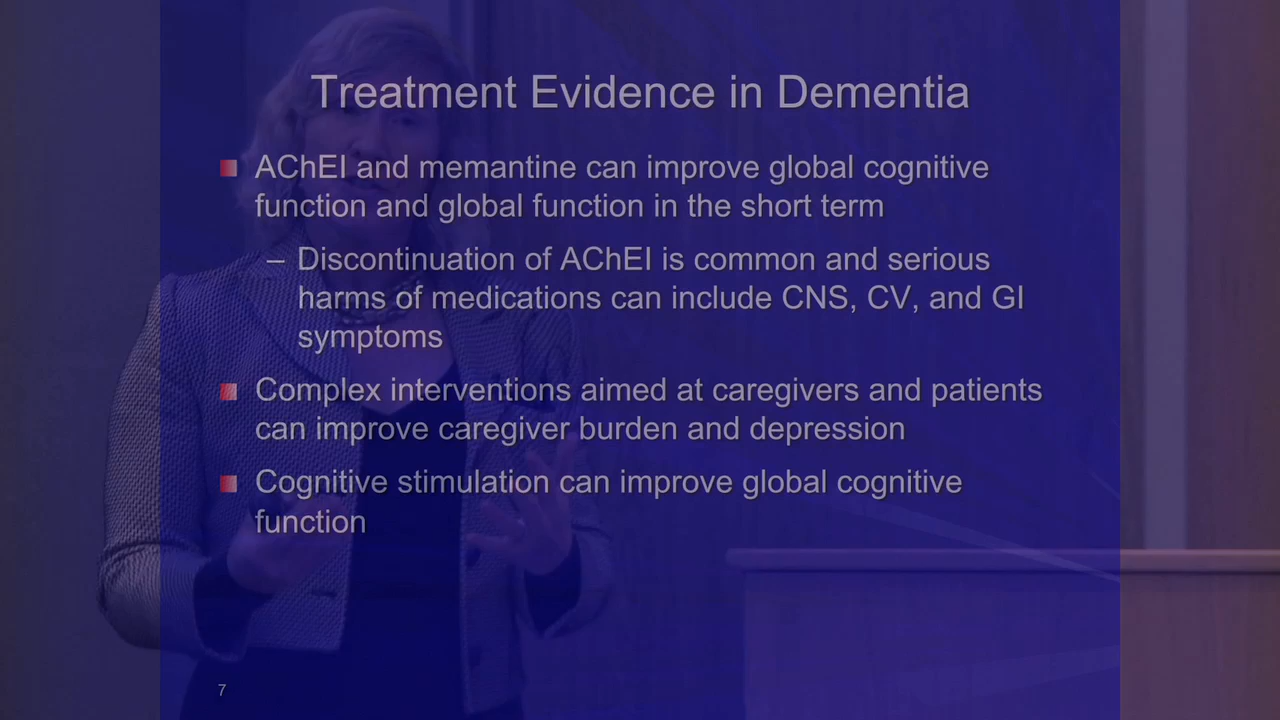 Treatment Evidence in Dementia
AChEI and memantine can improve global cognitive
function and global function in the short term
– Discontinuation of AChEI is common and serious
harms of medications can include CNS, CV, and GI
symptoms
Complex interventions aimed at caregivers and patients
can improve caregiver burden and depression
Cognitive stimulation can improve global cognitive
function
7